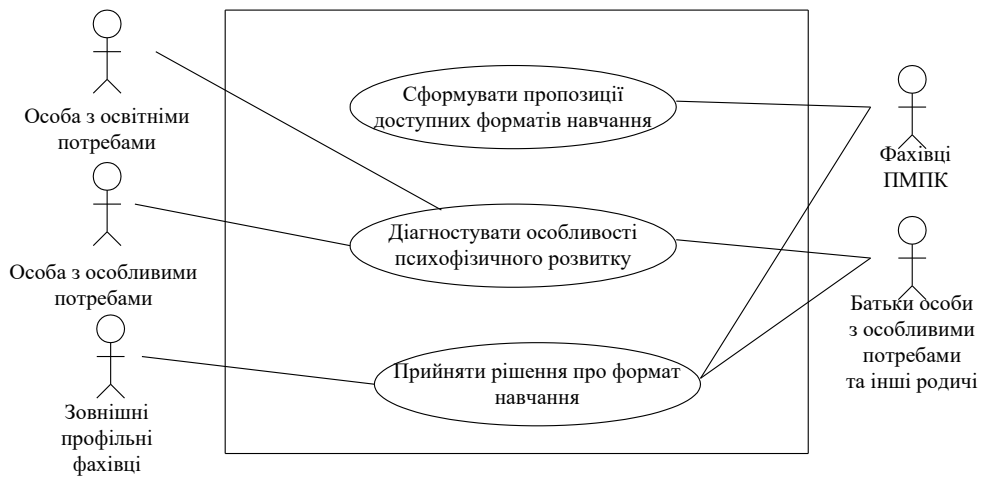 Особа з освітніми
потребами
Особа з особливими
потребами
Зовнішні
профільні
фахівці
Сформувати пропозиції
доступних форматів навчання
Діагностувати особливості
психофізичного розвитку
Прийняти рішення про формат
навчання
Фахівці
ПМПК
Батьки особи
з особливими
потребами
та інші родичі